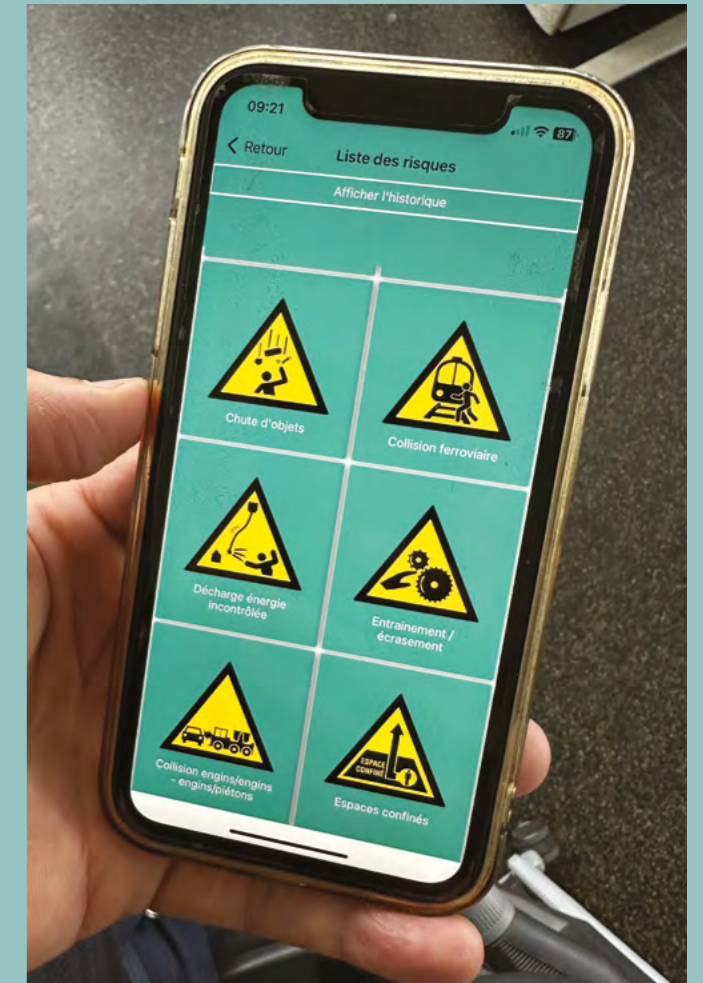 09:21
87
Retour
Liste des risques
Afficher l'historique
Chute d'objets
Collision ferroviaire
Décharge énergie
incontrôlée
Entrainement /
écrasement
Collision engins/engins
- engins/piétons
ESPACE
CONFINÉ
Espaces confinés